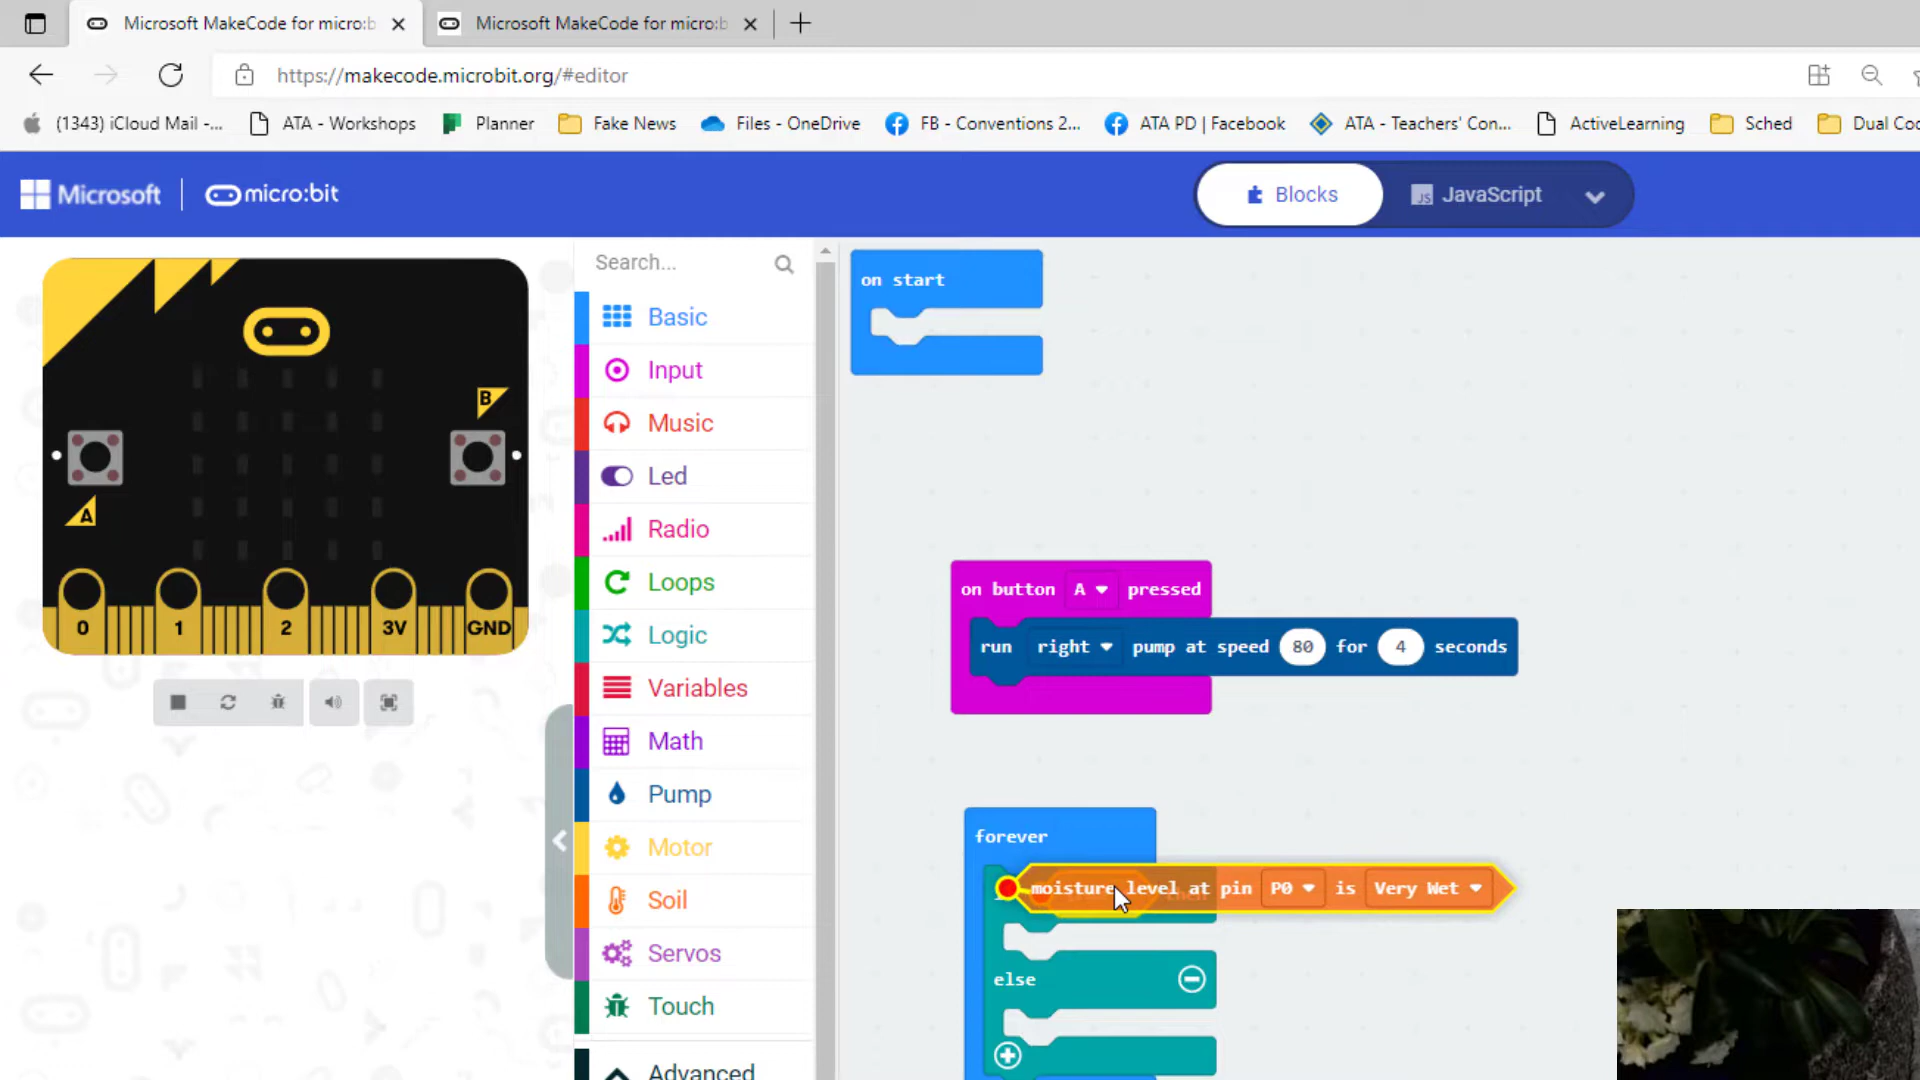 Microsoft MakeCode for micro:b
Microsoft MakeCode for micro:b
https://makecode.microbit.org/#editor
(1343) iCloud Mail -...
ATA - Workshops
Planner
Fake News
Files - OneDrive
FB - Conventions 2...
ATA PD | Facebook
ATA - Teachers' Con...
ActiveLearning
Sched
Dual Coc
Microsoft
micro:bit
Blocks
JS JavaScript
Search...
Basic
Input
Music
Led
Radio
Loops
Logic
Variables
Math
Pump
Motor
Soil
Servos
Touch
Advanced
B
A
0 1 2 3V GND
on start
on button A pressed
run right pump at speed 80 for 4 seconds
forever
moisture level at pin P0 is Very Wet
else